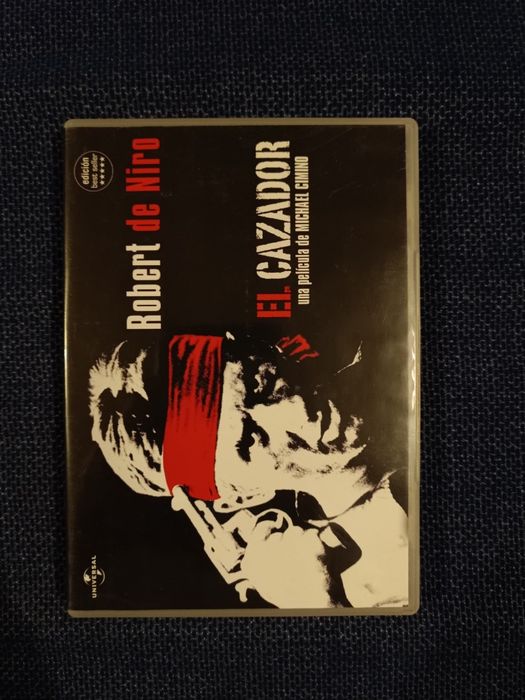 edición
best seller
★★★★★
Robert de Niro
EL CAZADOR
una película de MICHAEL CIMINO
UNIVERSAL